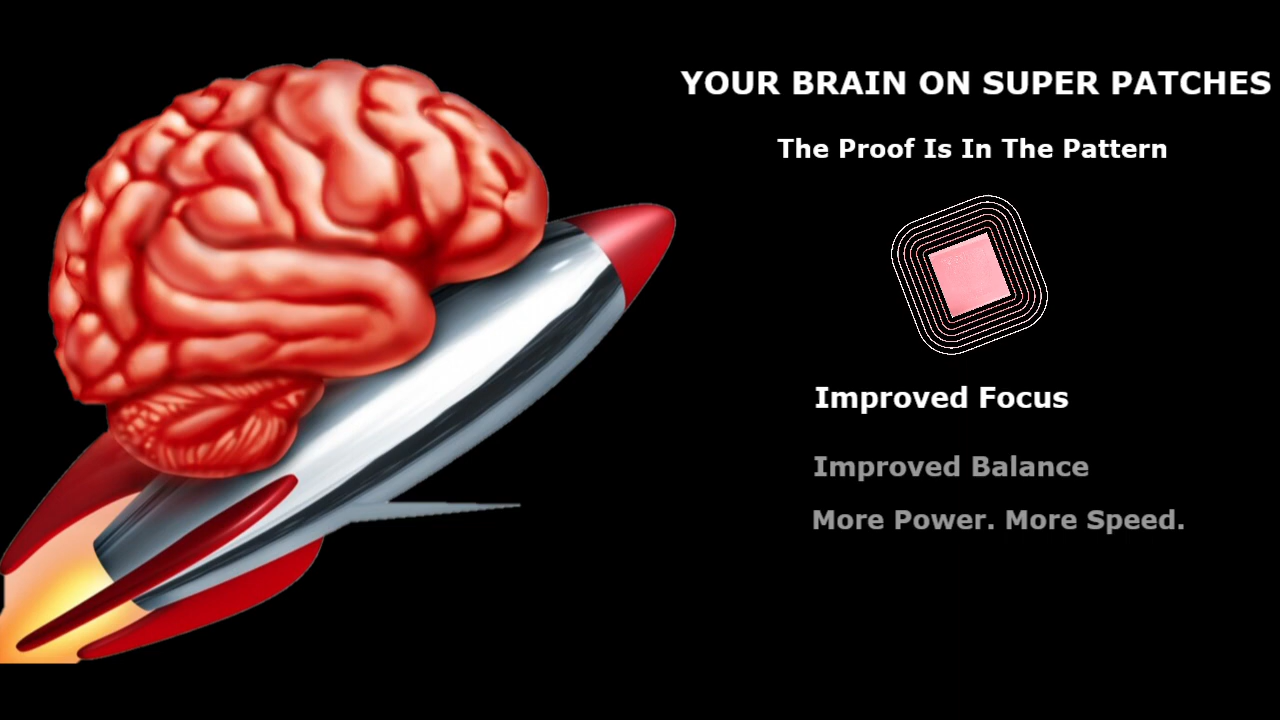 YOUR BRAIN ON SUPER PATCHES
The Proof Is In The Pattern
Improved Focus
Improved Balance
More Power. More Speed.